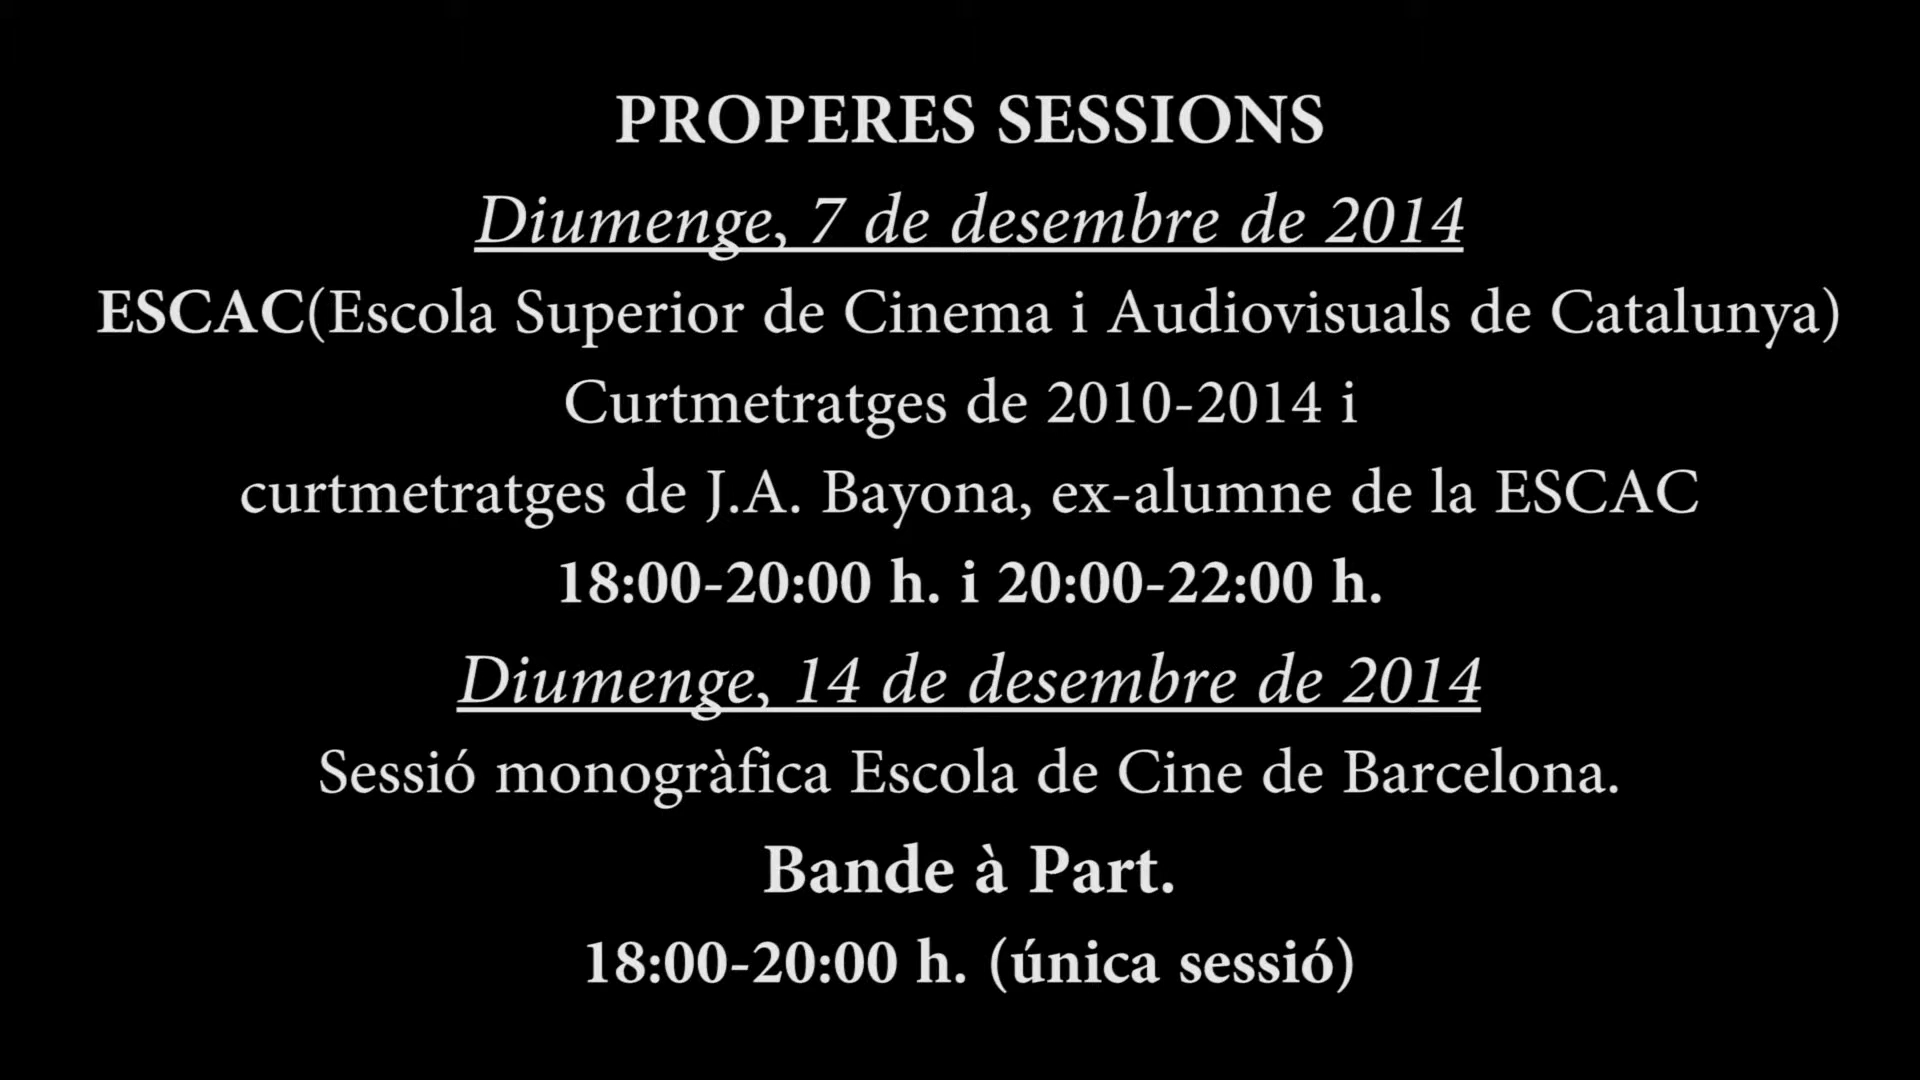 PROPERES SESSIONS
Diumenge, 7 de desembre de 2014
ESCAC(Escola Superior de Cinema i Audiovisuals de Catalunya)
Curtmetratges de 2010-2014 i
curtmetratges de J.A. Bayona, ex-alumne de la ESCAC
18:00-20:00 h. i 20:00-22:00 h.
Diumenge, 14 de desembre de 2014
Sessió monogràfica Escola de Cine de Barcelona.
Bande à Part.
18:00-20:00 h. (única sessió)